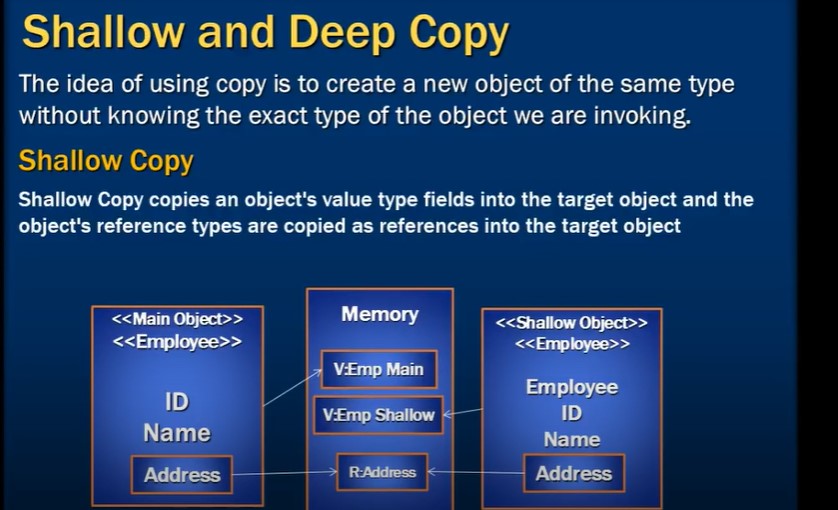 Shallow and Deep Copy
The idea of using copy is to create a new object of the same type
without knowing the exact type of the object we are invoking.
Shallow Copy
Shallow Copy copies an object's value type fields into the target object and the
object's reference types are copied as references into the target object
<<Main Object>>
<<Employee>>
ID
Name
Address
Memory
V:Emp Main
V:Emp Shallow
R:Address
<<Shallow Object>>
<<Employee>>
Employee
ID
Name
Address